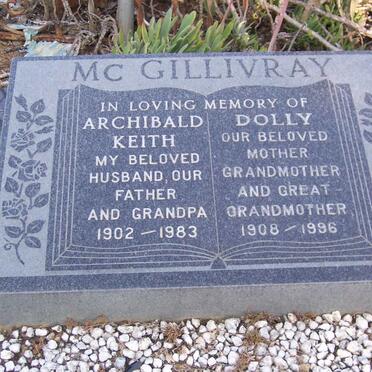 MC GILLIVRAY
IN LOVING MEMORY OF
ARCHIBALD
KEITH
MY BELOVED
HUSBAND, OUR
FATHER
AND GRANDPA
1902 - 1983
DOLLY
OUR BELOVED
MOTHER
GRANDMOTHER
AND GREAT
GRANDMOTHER
1908 - 1996